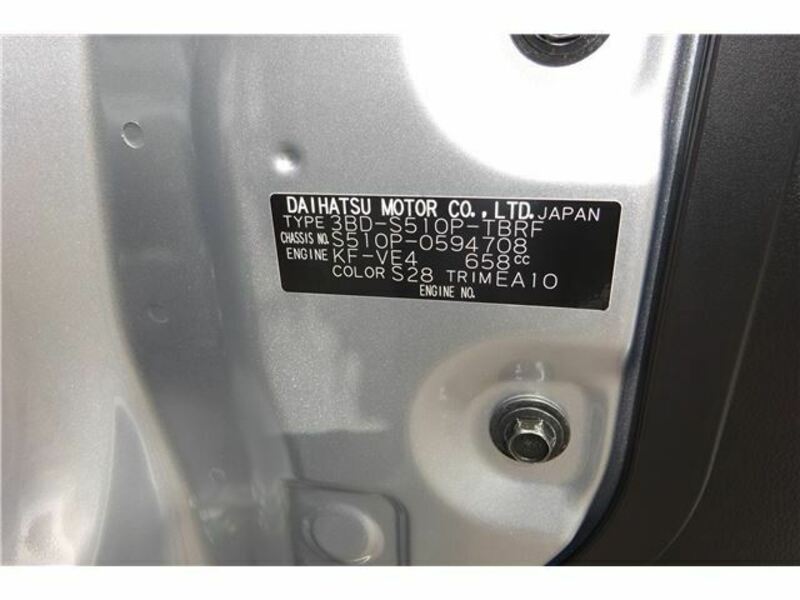 DAIHATSU MOTOR CO., LTD. JAPAN
TYPE 3BD-S510P-TBRF
CHASSIS NO. S510P-0594708
ENGINE KF-VE4 658cc
COLOR S28 TRIM EA10
ENGINE NO.